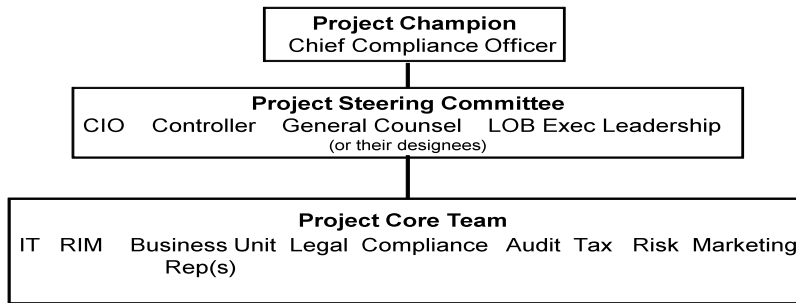 Project Champion
Chief Compliance Officer
Project Steering Committee
CIO Controller General Counsel LOB Exec Leadership
(or their designees)
Project Core Team
IT RIM Business Unit Legal Compliance Audit Tax Risk Marketing
Rep(s)